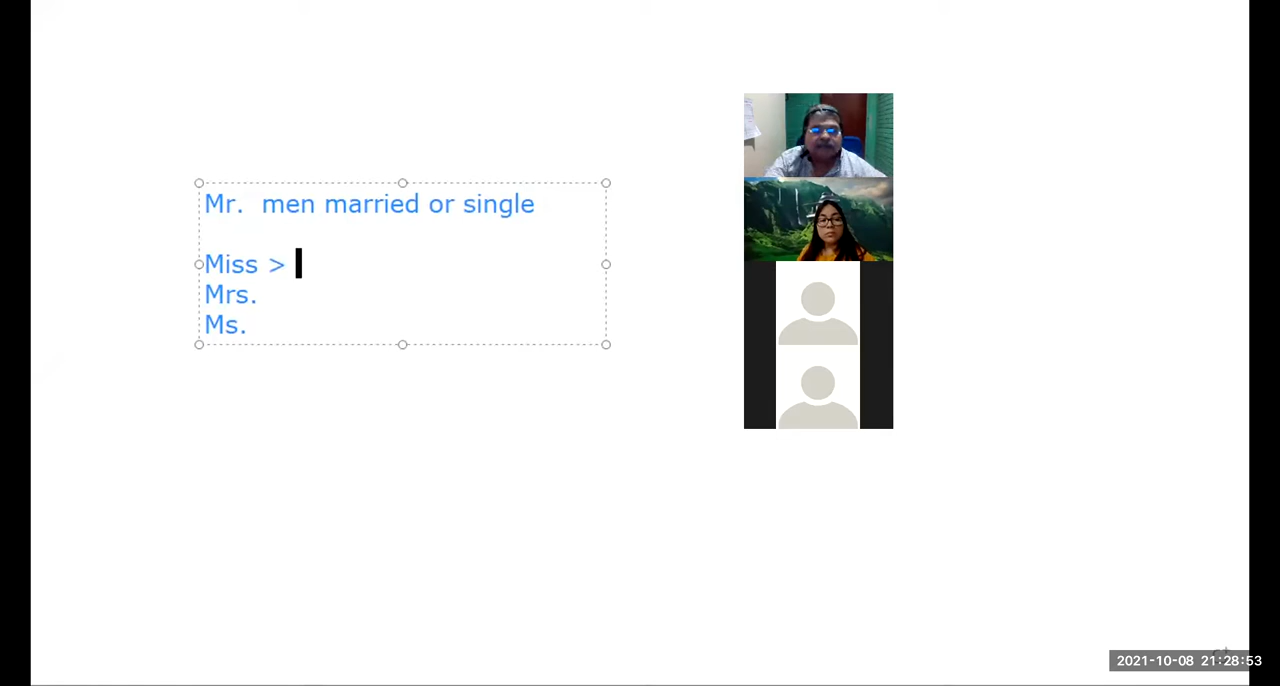 Mr.  men married or single
Miss >
Mrs.
Ms.
2021-10-08 21:28:53